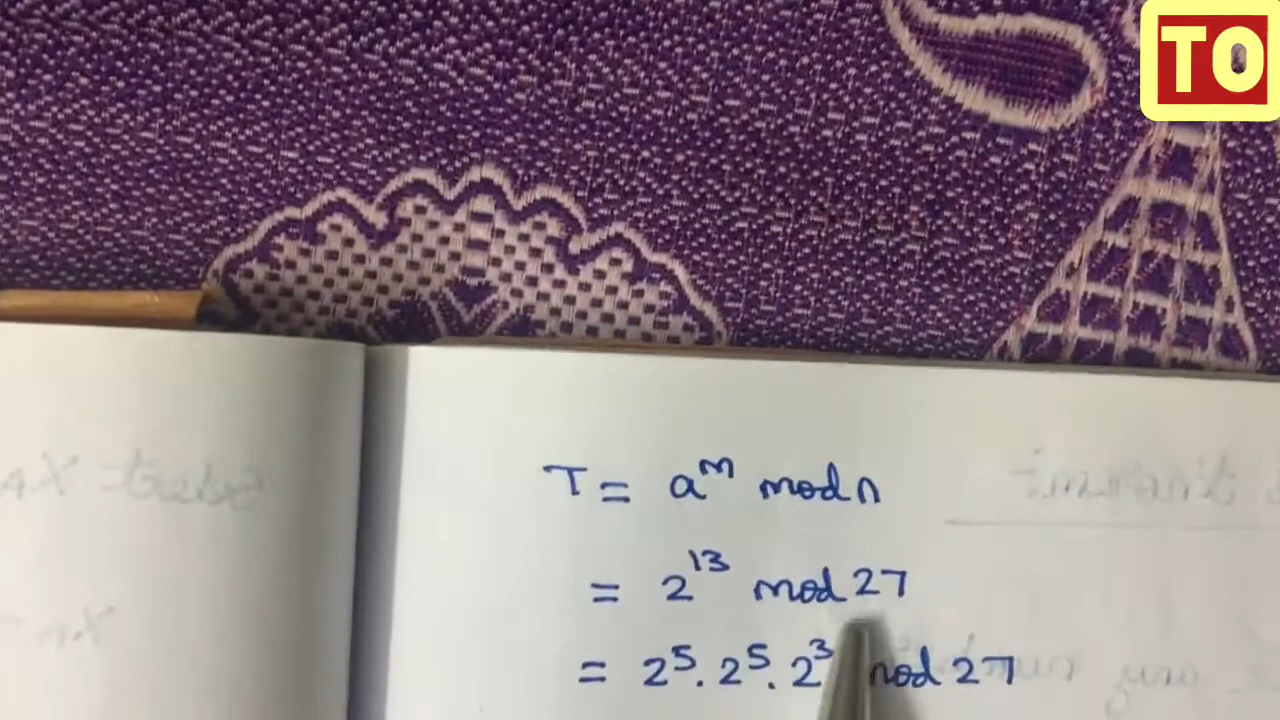 TO
T = a^m mod n
= 2^13 mod 27
= 2^5 . 2^5 . 2^3 mod 27